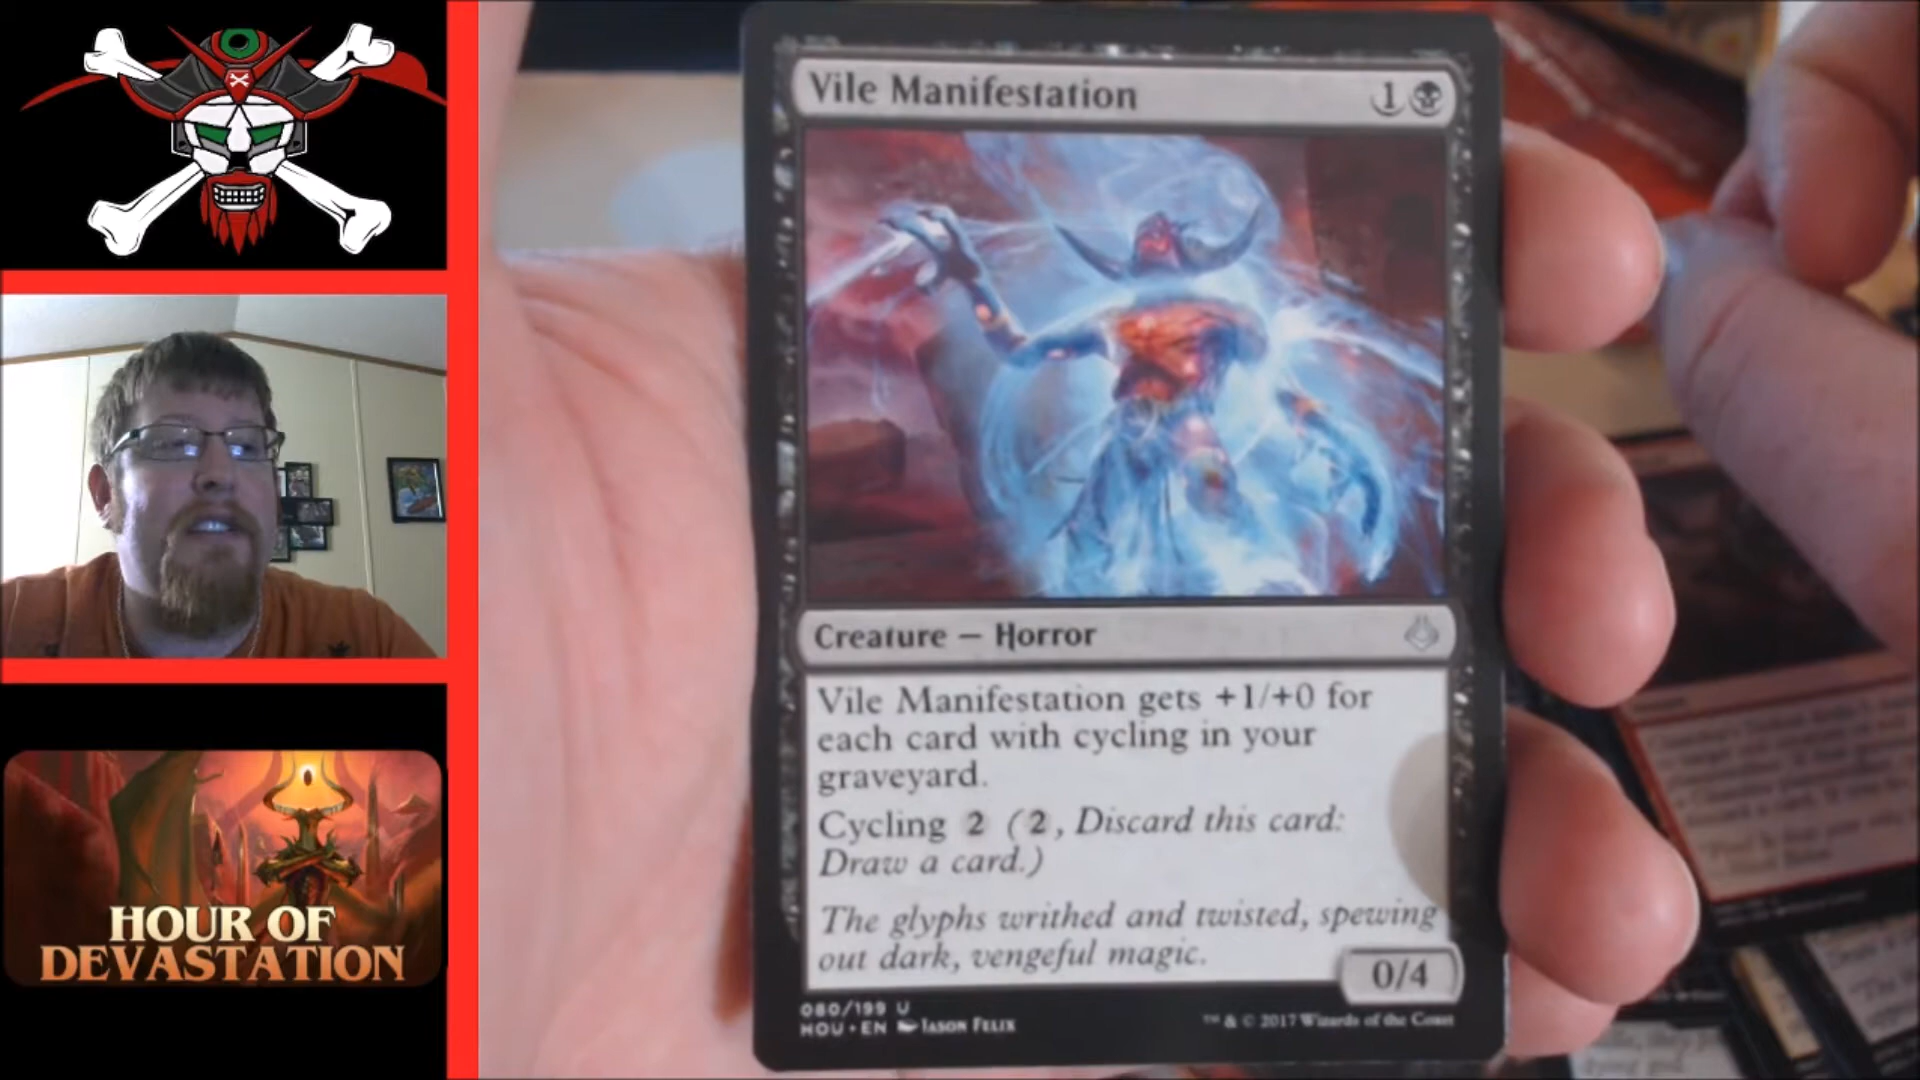 Vile Manifestation 1
Creature — Horror
Vile Manifestation gets +1/+0 for
each card with cycling in your
graveyard.
Cycling 2 (2, Discard this card:
Draw a card.)
The glyphs writhed and twisted, spewing
out dark, vengeful magic.
0/4
080/199 U
HOU • EN Jason Felix
™ & © 2017 Wizards of the Coast
HOUR OF
DEVASTATION